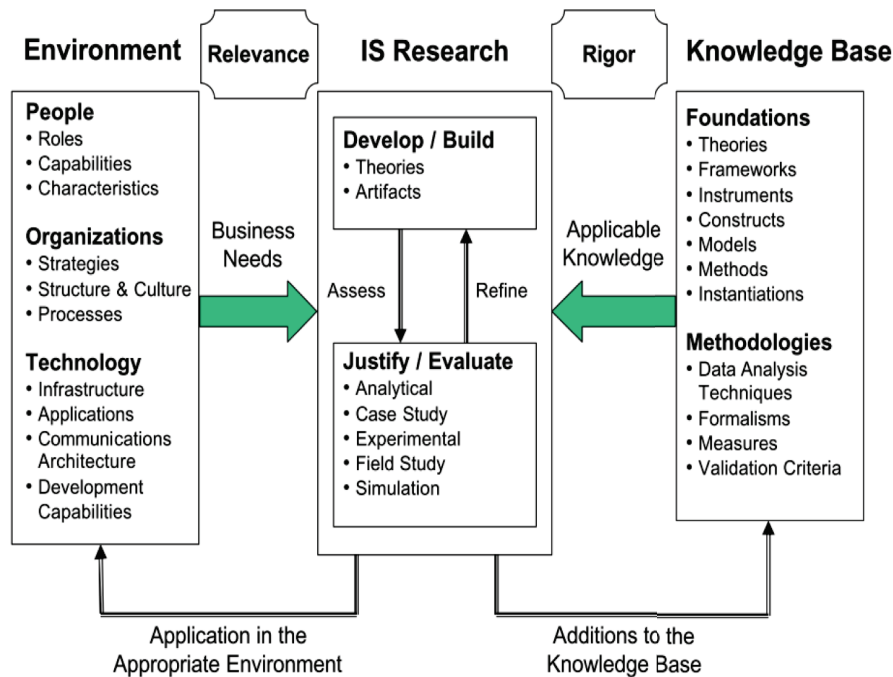 Environment
Relevance
IS Research
Rigor
Knowledge Base
People
• Roles
• Capabilities
• Characteristics
Organizations
• Strategies
• Structure & Culture
• Processes
Technology
• Infrastructure
• Applications
• Communications
Architecture
• Development
Capabilities
Business
Needs
Develop / Build
• Theories
• Artifacts
Assess
Refine
Justify / Evaluate
• Analytical
• Case Study
• Experimental
• Field Study
• Simulation
Applicable
Knowledge
Foundations
• Theories
• Frameworks
• Instruments
• Constructs
• Models
• Methods
• Instantiations
Methodologies
• Data Analysis
Techniques
• Formalisms
• Measures
• Validation Criteria
Application in the
Appropriate Environment
Additions to the
Knowledge Base